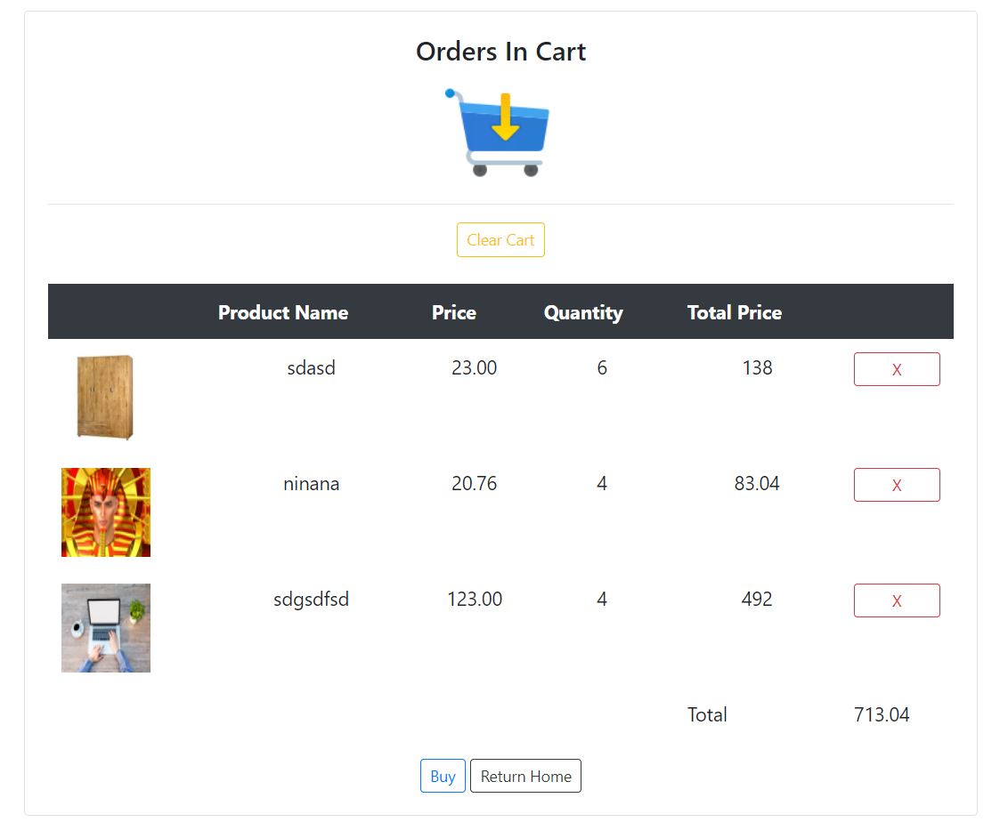 Orders In Cart
Clear Cart
Product Name Price Quantity Total Price
sdasd 23.00 6 138 X
ninana 20.76 4 83.04 X
sdgsdfsd 123.00 4 492 X
Total 713.04
Buy Return Home